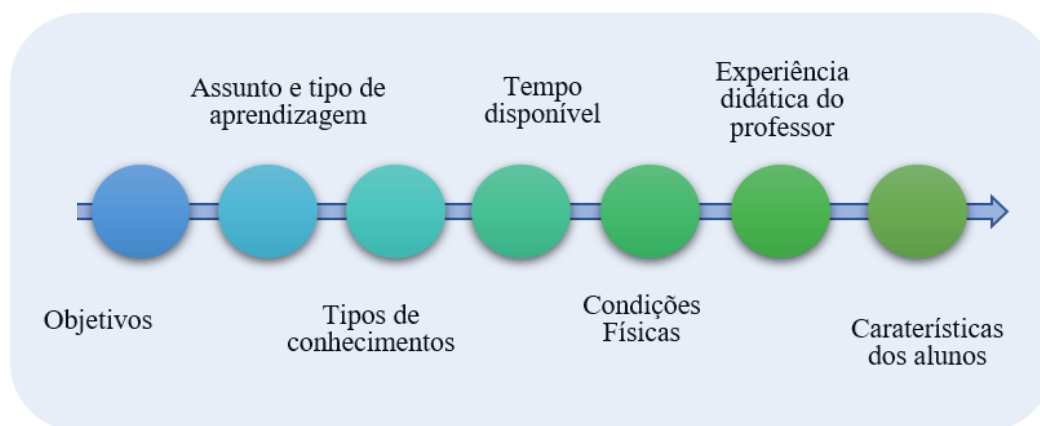 Objetivos
Assunto e tipo de
aprendizagem
Tipos de
conhecimentos
Tempo
disponível
Condições
Físicas
Experiência
didática do
professor
Caraterísticas
dos alunos